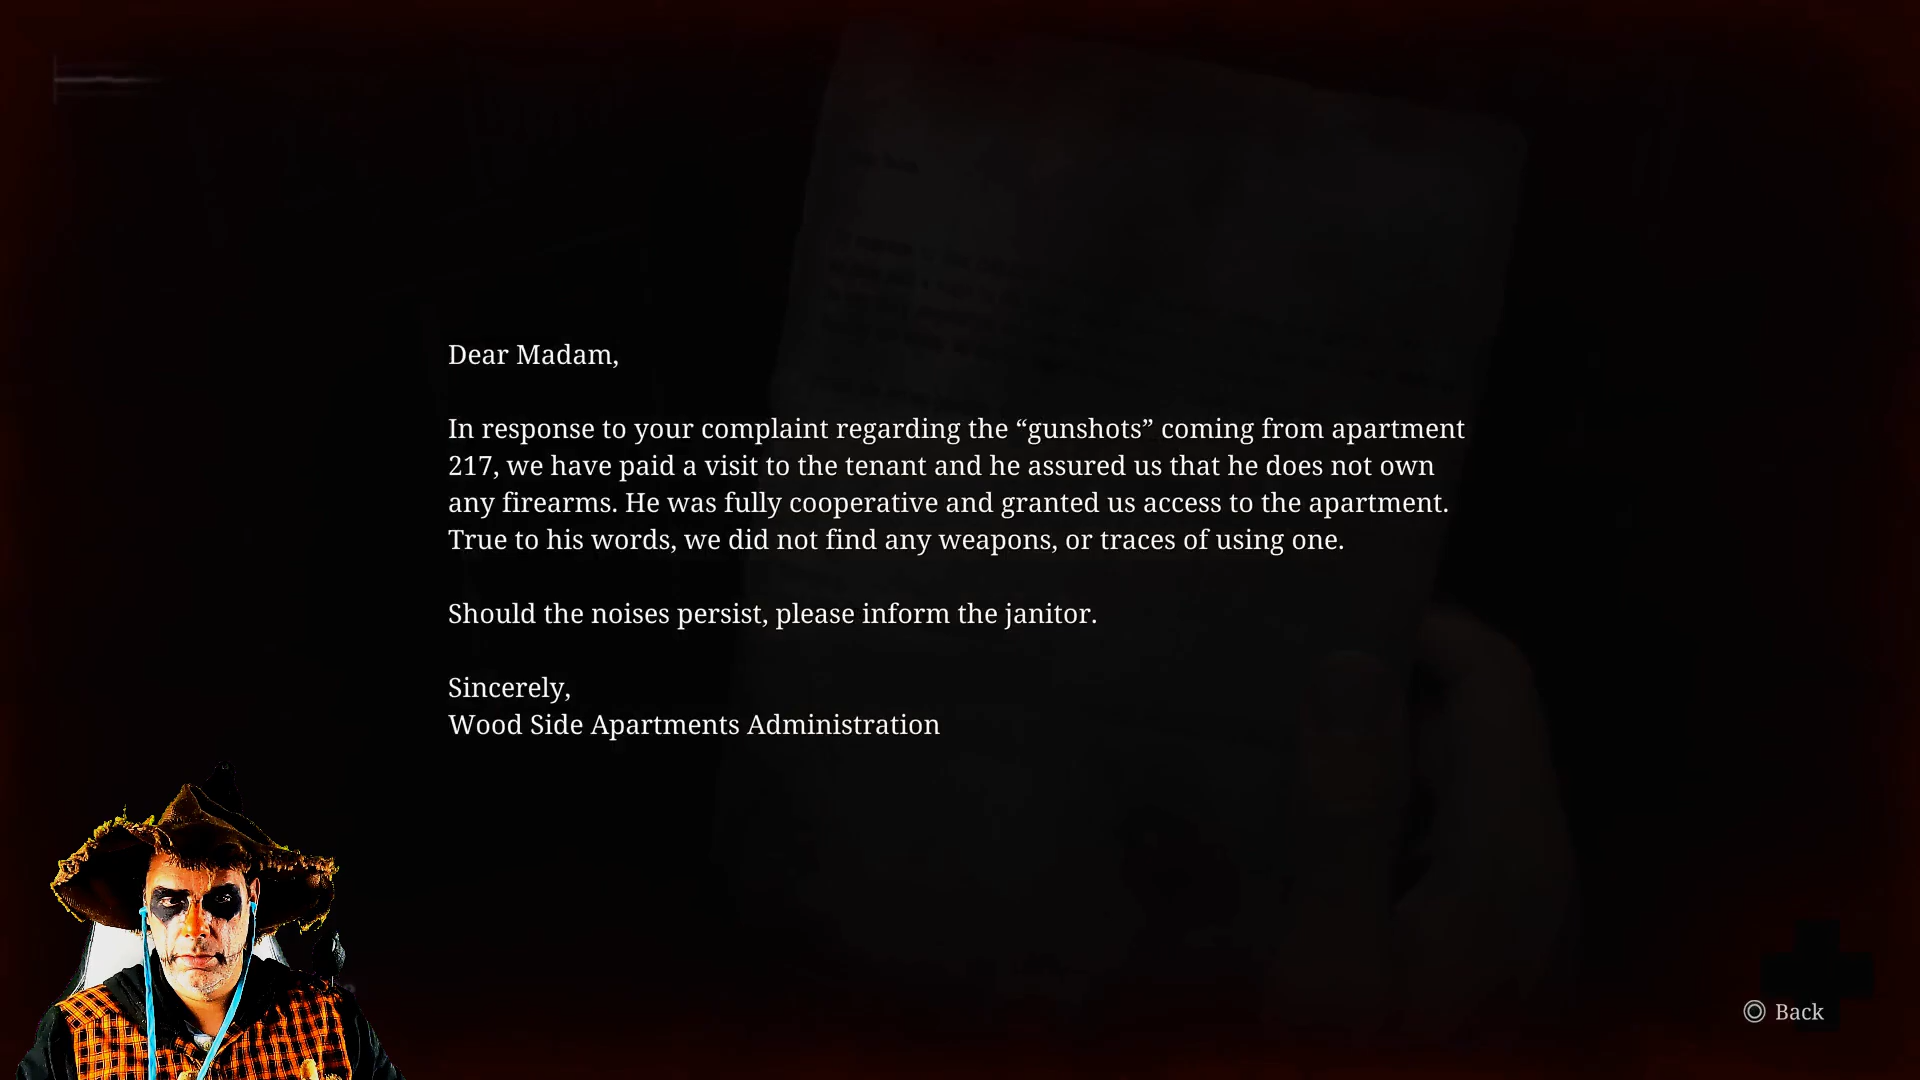 Dear Madam,
In response to your complaint regarding the “gunshots” coming from apartment
217, we have paid a visit to the tenant and he assured us that he does not own
any firearms. He was fully cooperative and granted us access to the apartment.
True to his words, we did not find any weapons, or traces of using one.
Should the noises persist, please inform the janitor.
Sincerely,
Wood Side Apartments Administration
Back